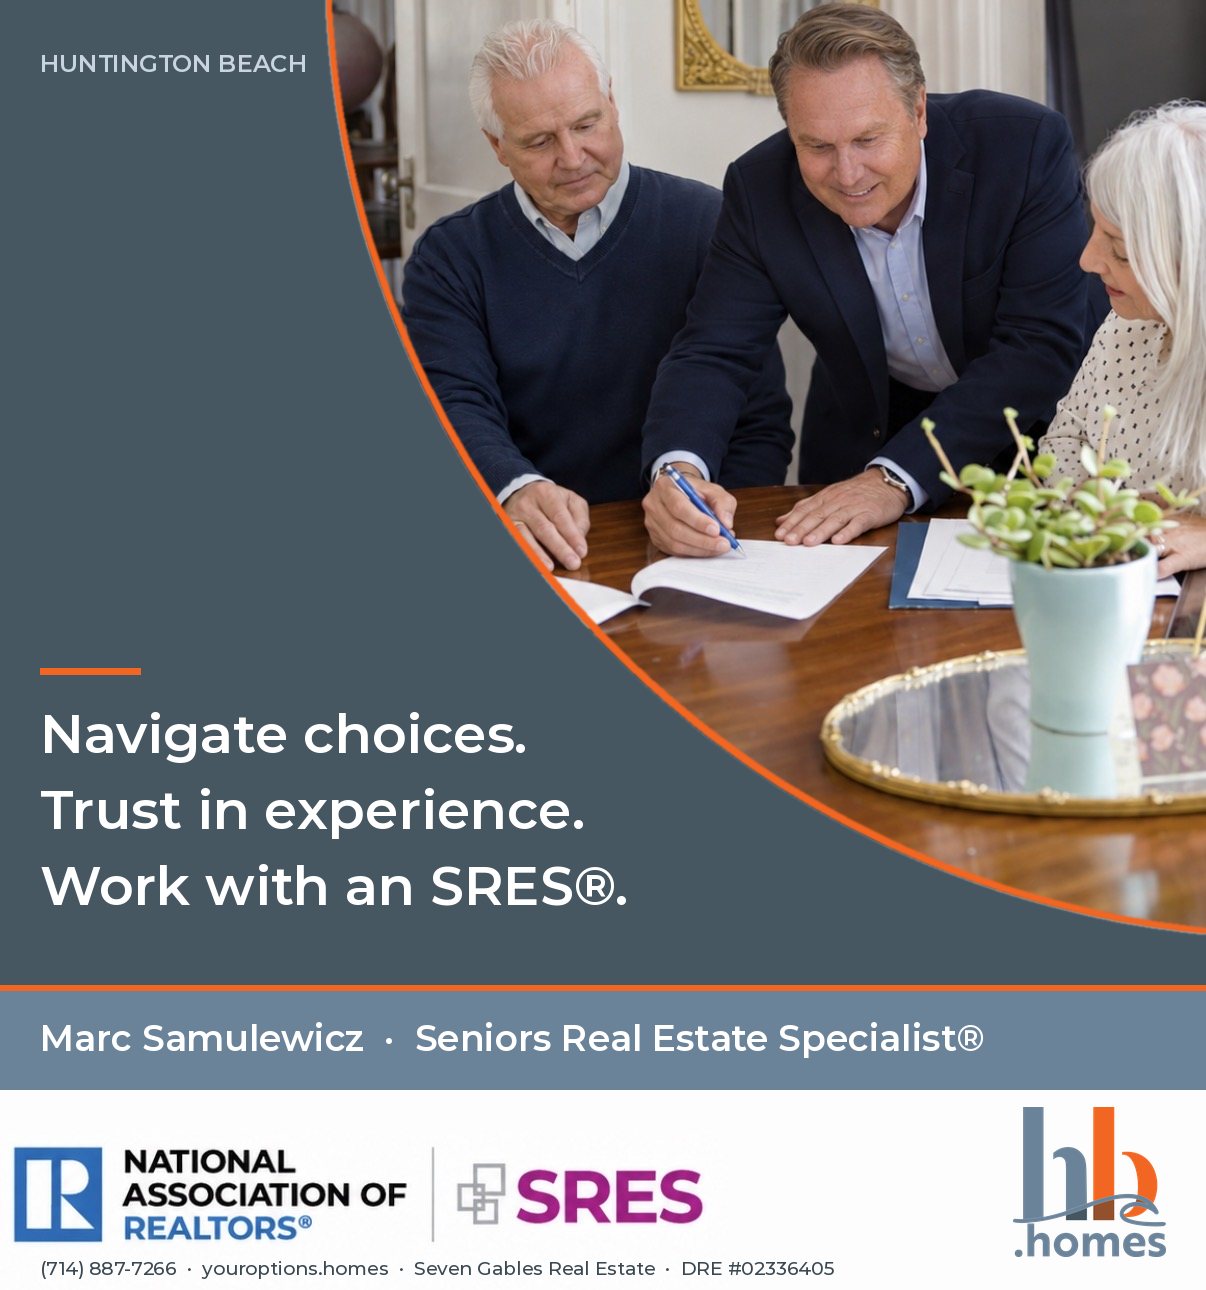 HUNTINGTON BEACH
Navigate choices.
Trust in experience.
Work with an SRES®.
Marc Samulewicz · Seniors Real Estate Specialist®
NATIONAL
ASSOCIATION OF
REALTORS®
SRES
hb
.homes
(714) 887-7266 · youroptions.homes · Seven Gables Real Estate · DRE #02336405